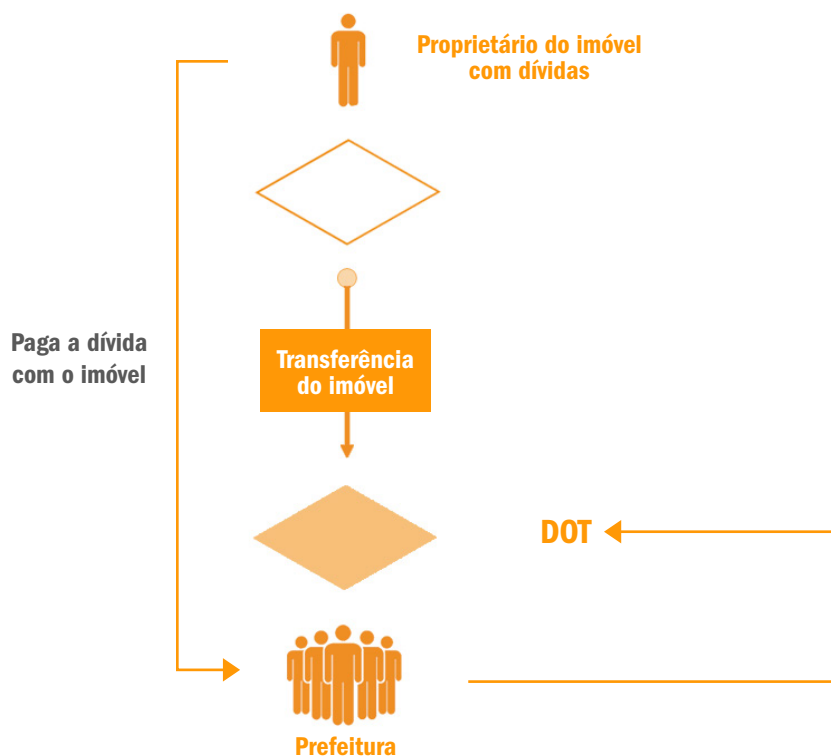 Proprietário do imóvel
com dívidas
Paga a dívida
com o imóvel
Transferência
do imóvel
DOT
Prefeitura